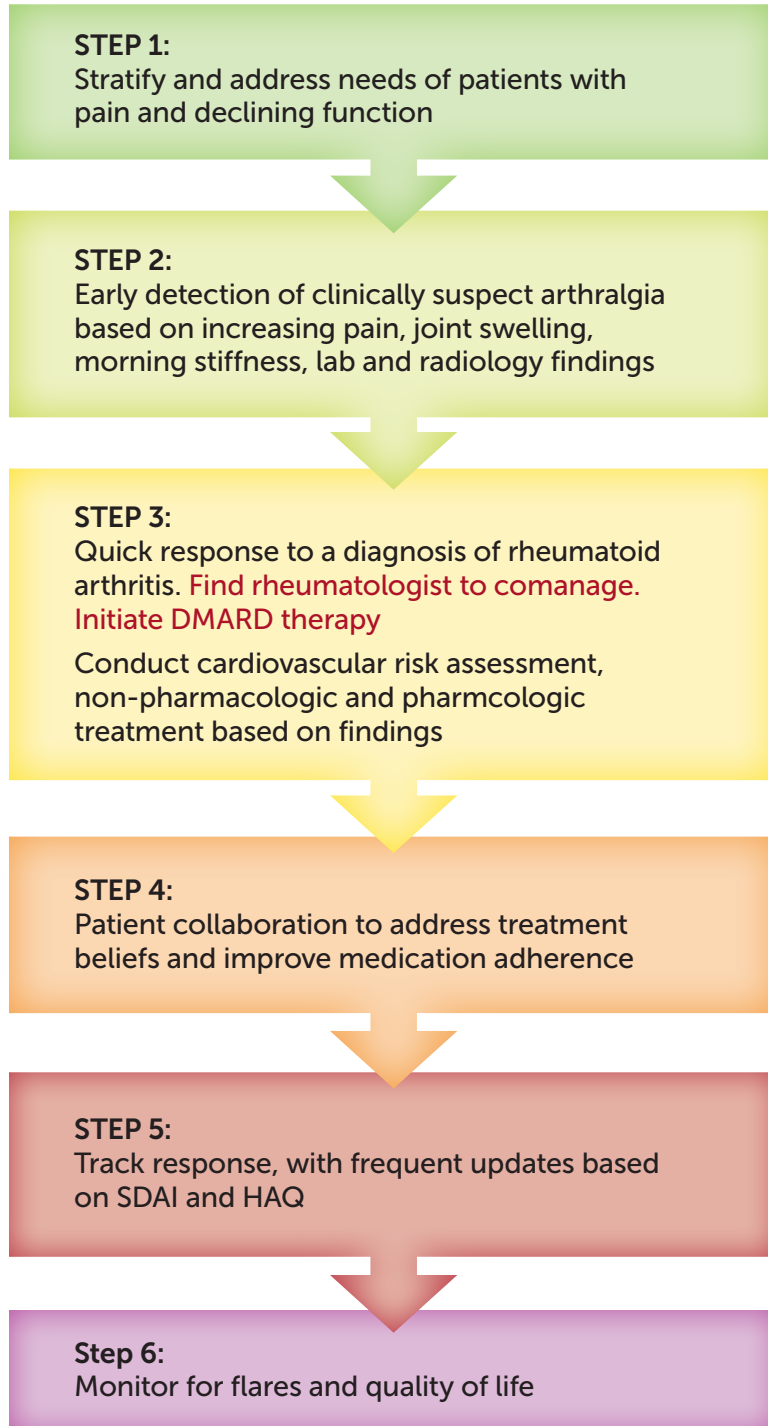 STEP 1:
Stratify and address needs of patients with
pain and declining function
STEP 2:
Early detection of clinically suspect arthralgia
based on increasing pain, joint swelling,
morning stiffness, lab and radiology findings
STEP 3:
Quick response to a diagnosis of rheumatoid
arthritis. Find rheumatologist to comanage.
Initiate DMARD therapy
Conduct cardiovascular risk assessment,
non-pharmacologic and pharmcologic
treatment based on findings
STEP 4:
Patient collaboration to address treatment
beliefs and improve medication adherence
STEP 5:
Track response, with frequent updates based
on SDAI and HAQ
Step 6:
Monitor for flares and quality of life